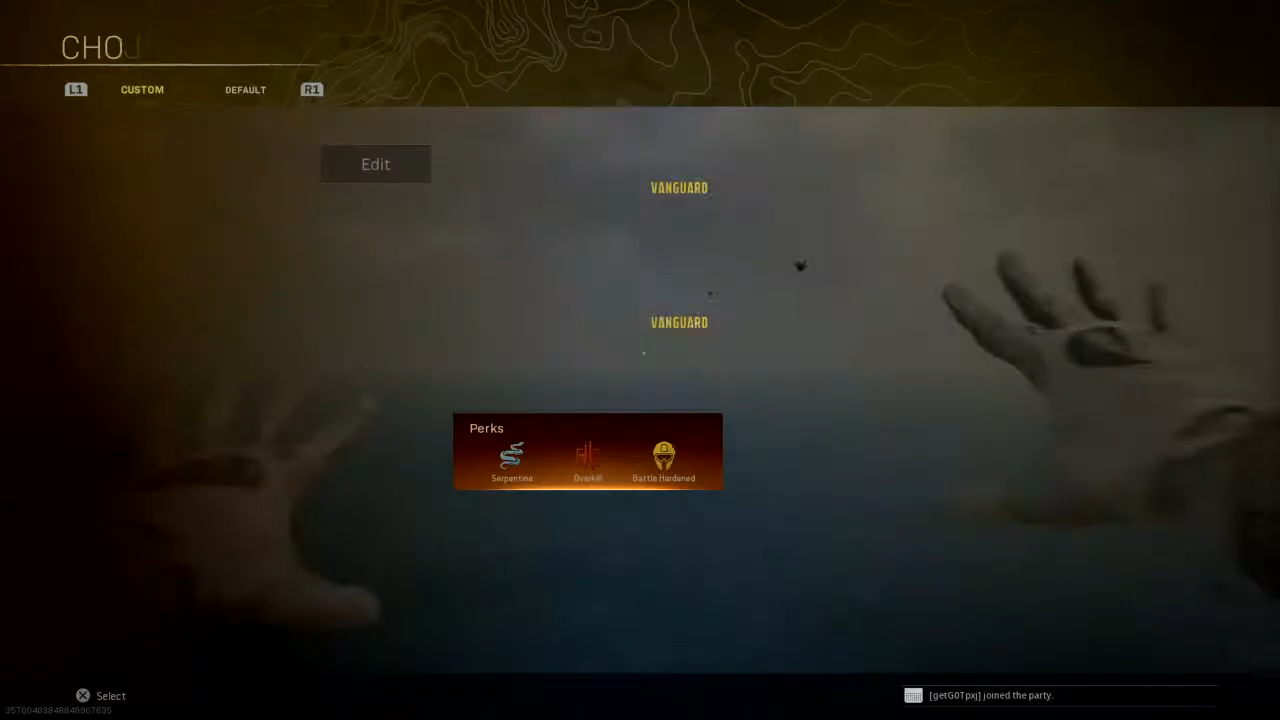 CHO
L1 CUSTOM DEFAULT R1
Edit
VANGUARD
VANGUARD
Perks
Serpentine Overkill Battle Hardened
Select
[getG0Tpxj] joined the party.